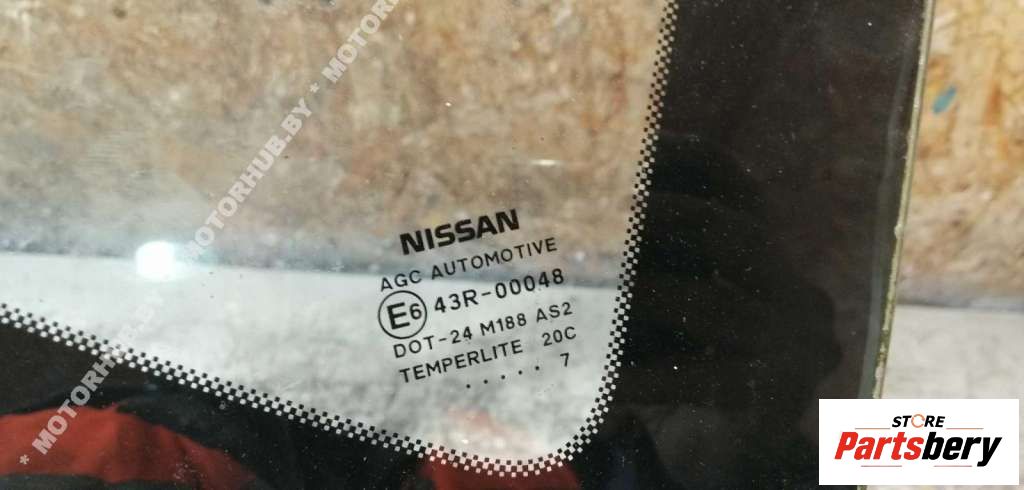 * MOTORHUB.BY * MOTORHUB.BY * MOTOR
NISSAN
AGC AUTOMOTIVE
E6 43R-00048
DOT-24 M188 AS2
TEMPERLITE 20C
. . . . . 7
STORE
Partsbery